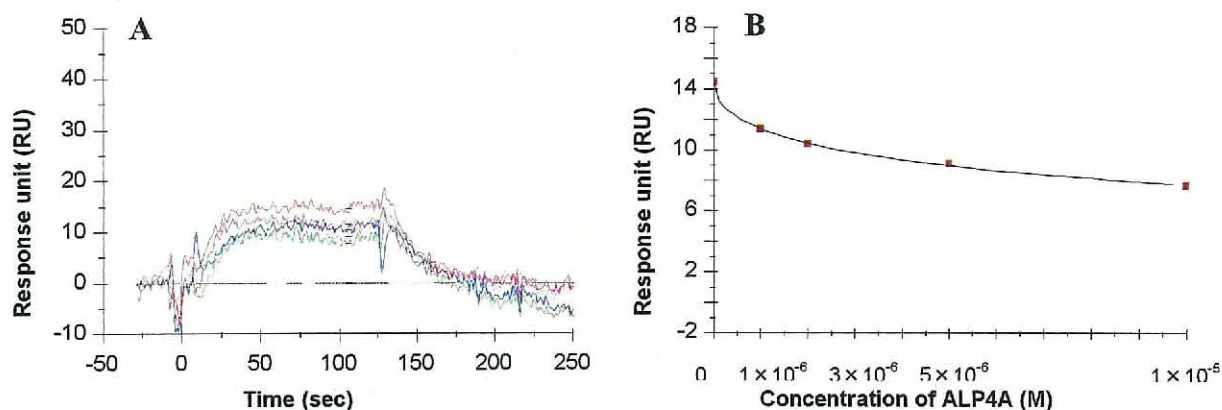 A
Response unit (RU)
50
40
30
20
10
0
-10
-50 0 50 100 150 200 250
Time (sec)
B
Response unit (RU)
18
14
10
6
2
-2
0 1×10⁻⁶ 3×10⁻⁶ 5×10⁻⁶ 1×10⁻⁵
Concentration of ALP4A (M)